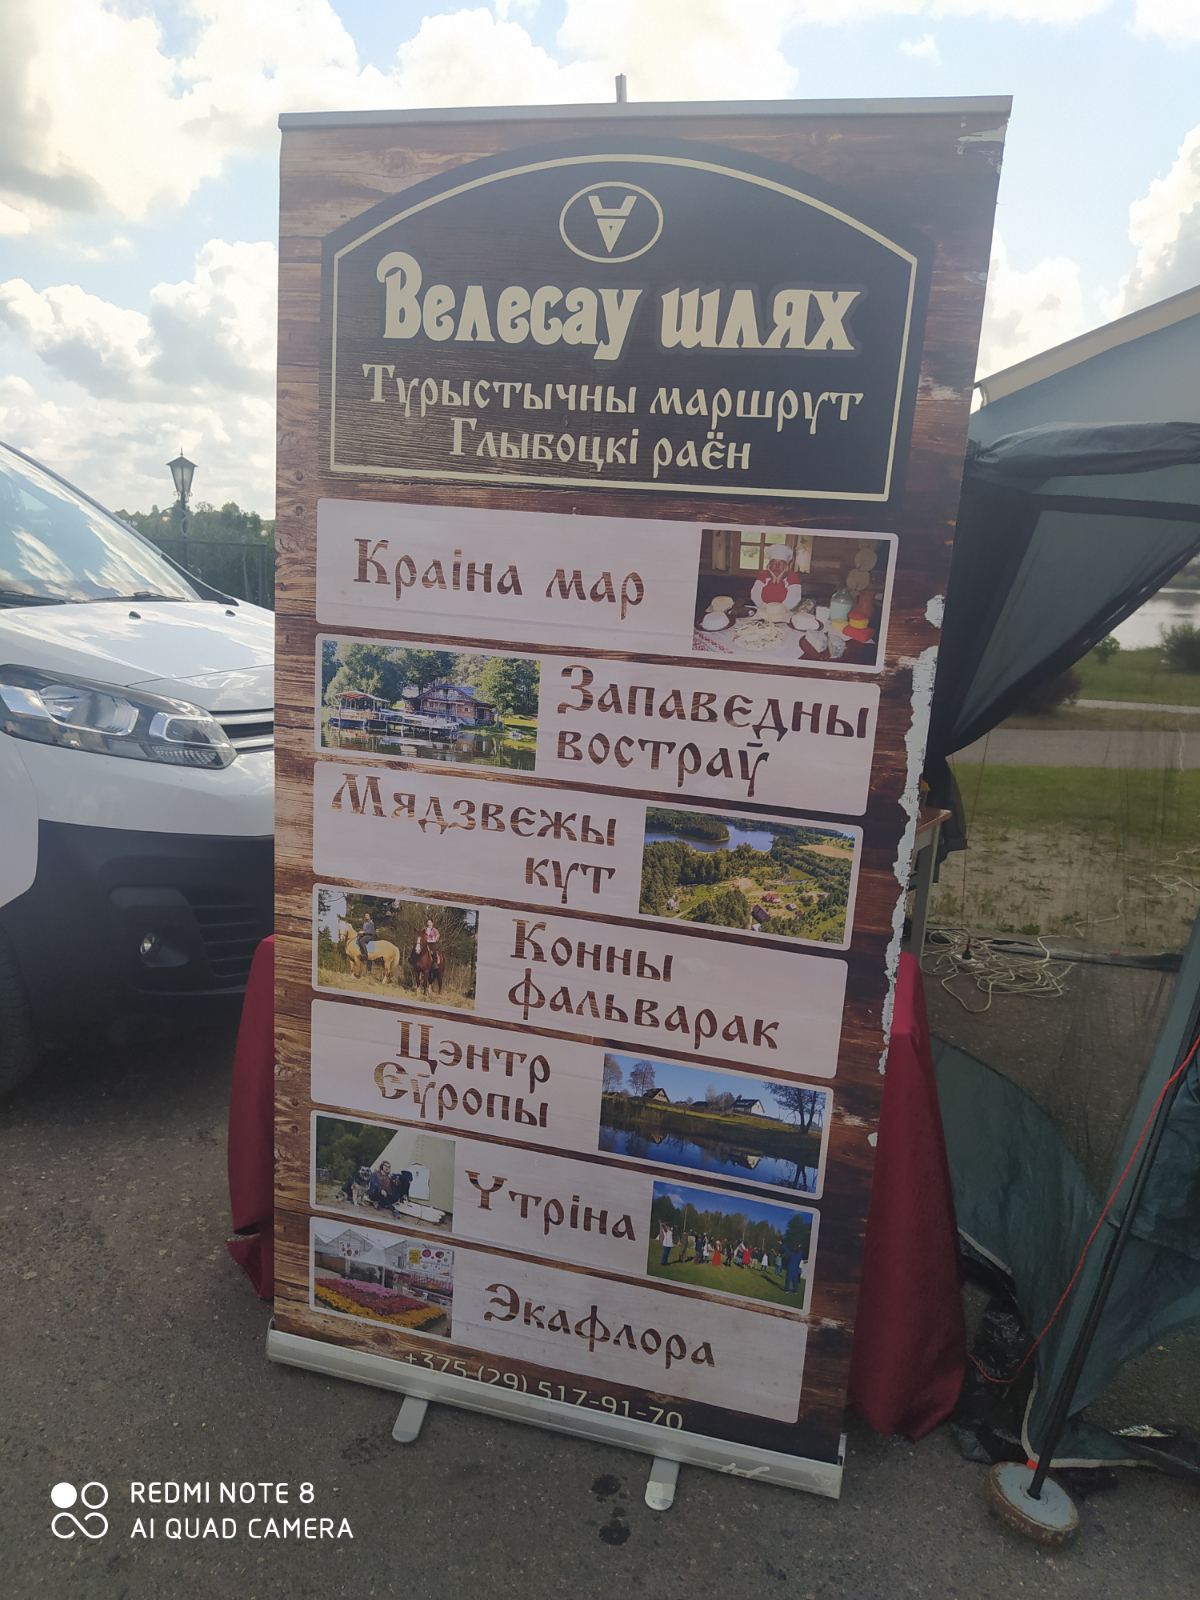 Велесау шлях
Турыстычны маршрут
Глыбоцкі раён
Краіна мар
Запаведны
востраў
Мядзвежы
кут
Конны
фальварак
Цэнтр
Еўропы
Утріна
Экафлора
+375 (29) 517-91-70
REDMI NOTE 8
AI QUAD CAMERA